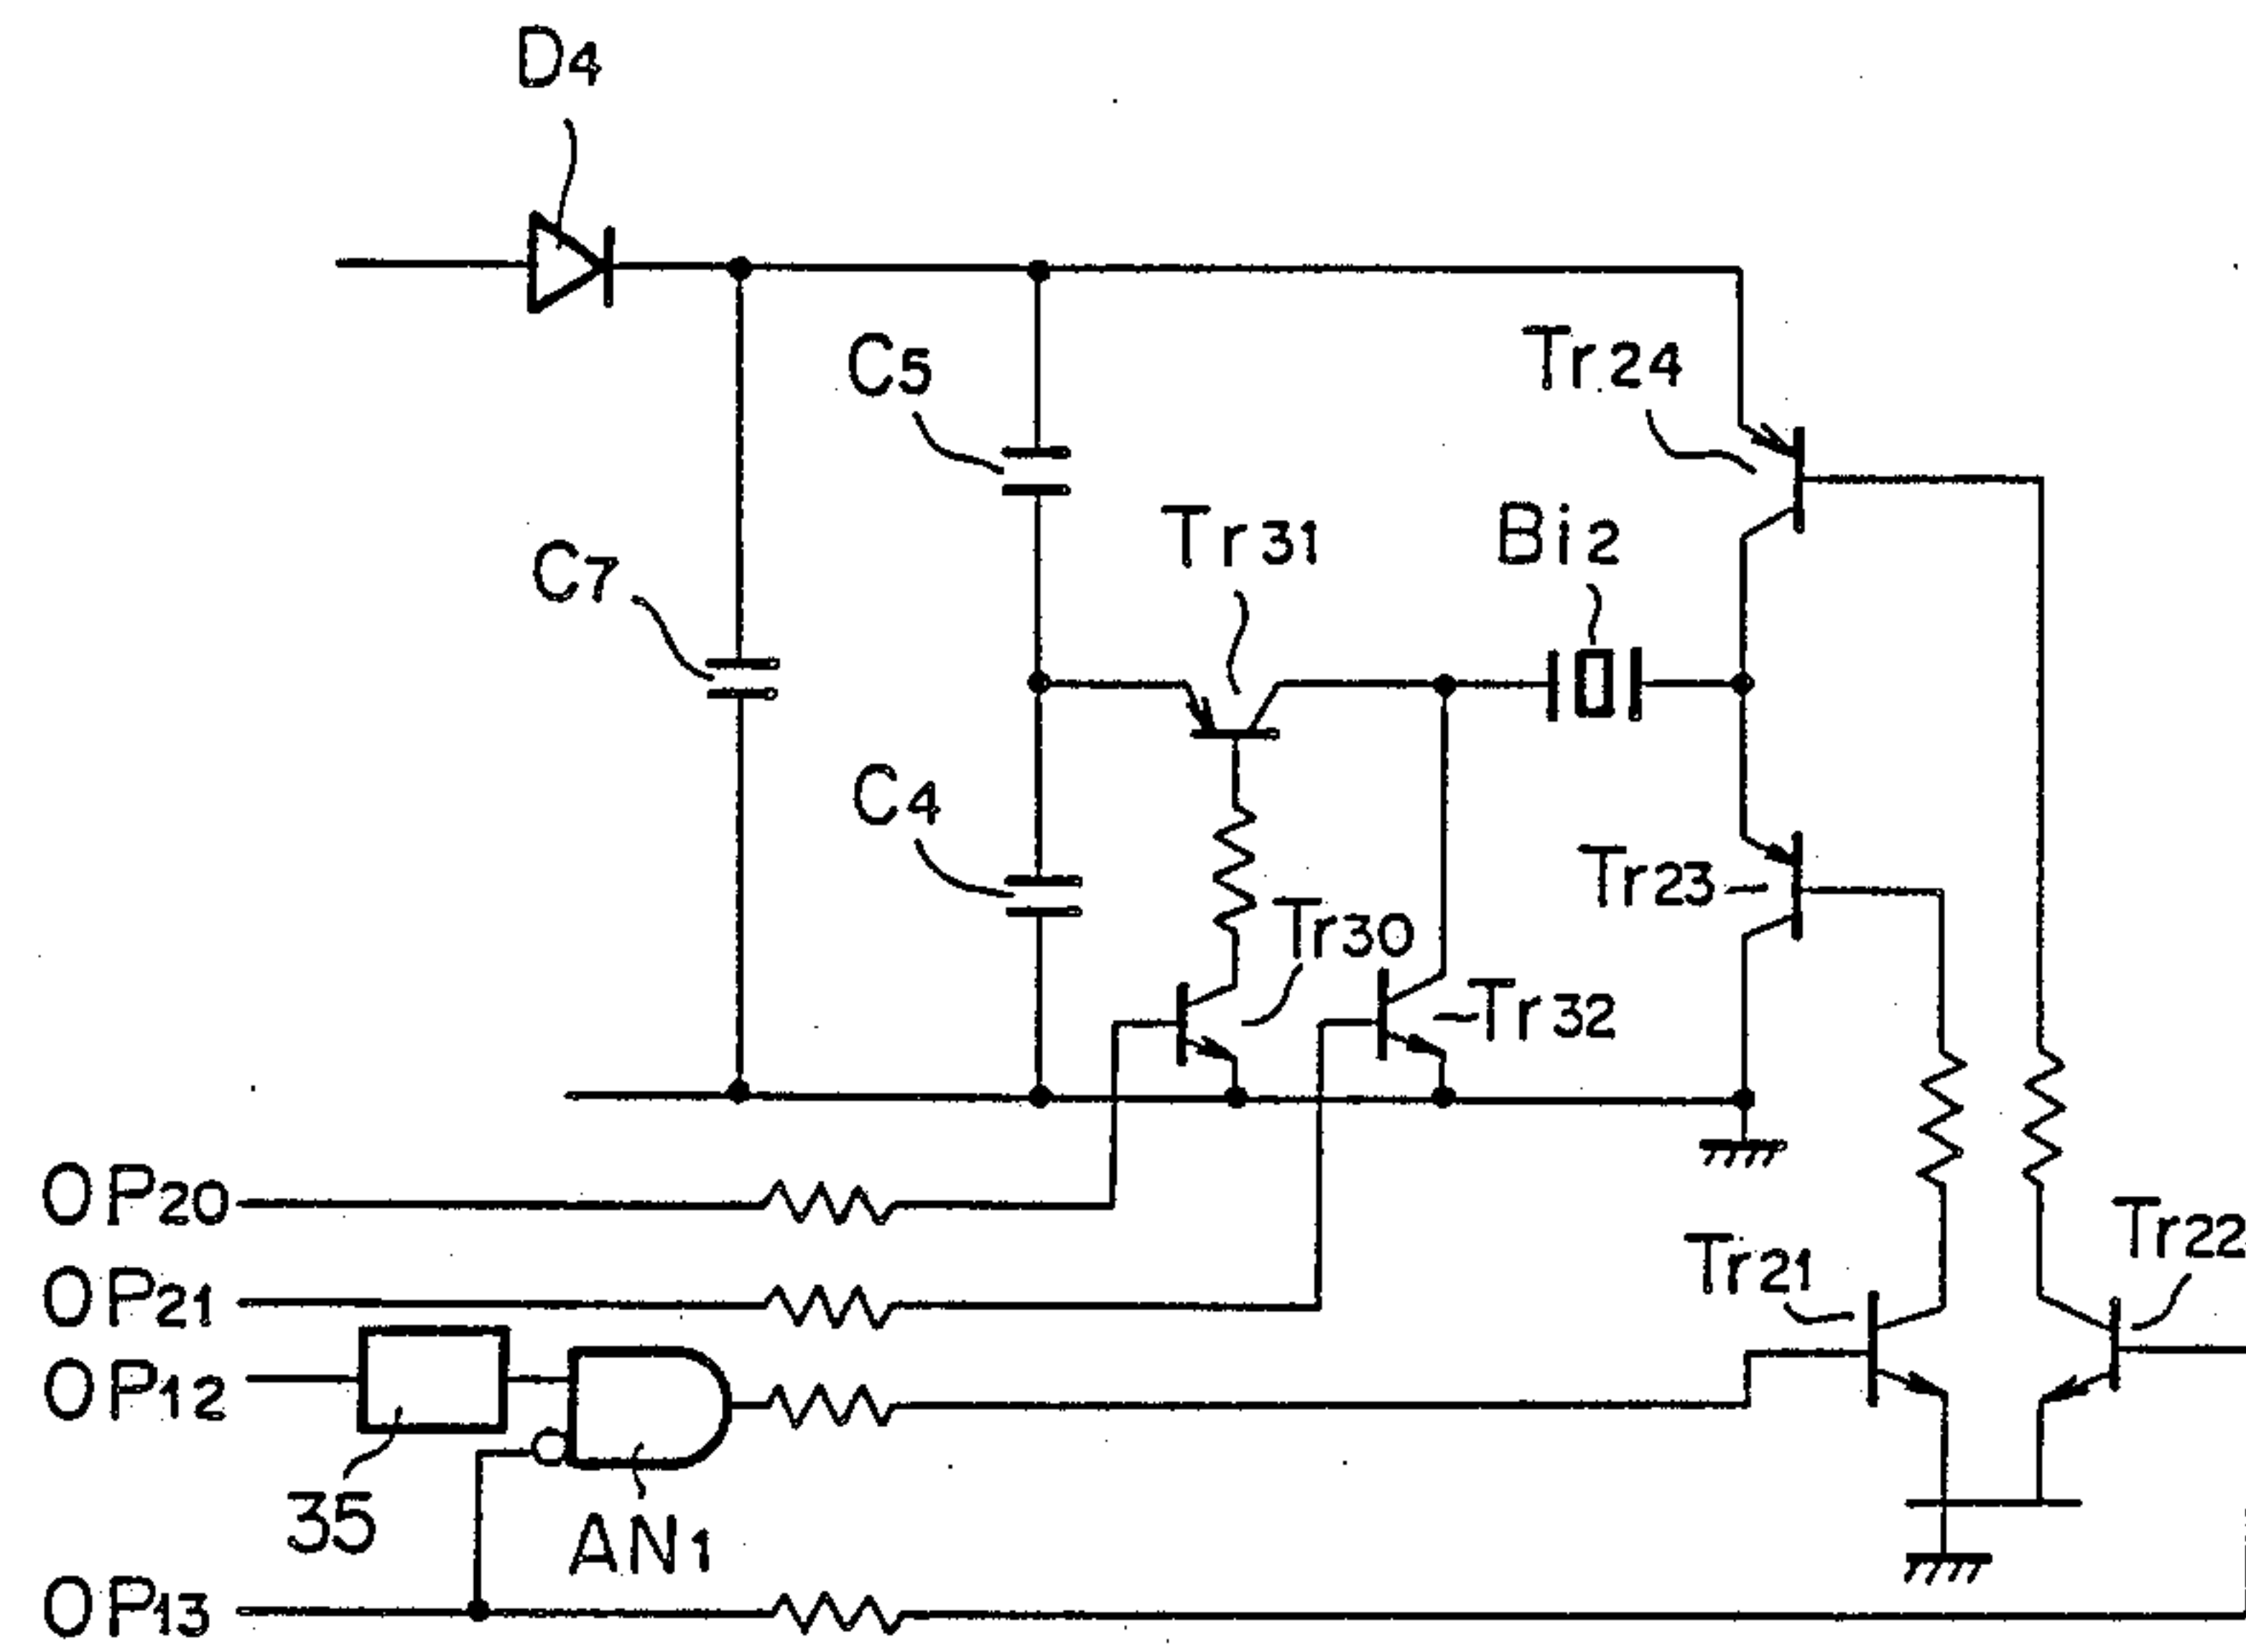 D4
C5
Tr24
Tr31
Bi2
C7
C4
Tr23
Tr30
Tr32
OP20
Tr22
Tr21
OP21
OP12
35
AN1
OP13